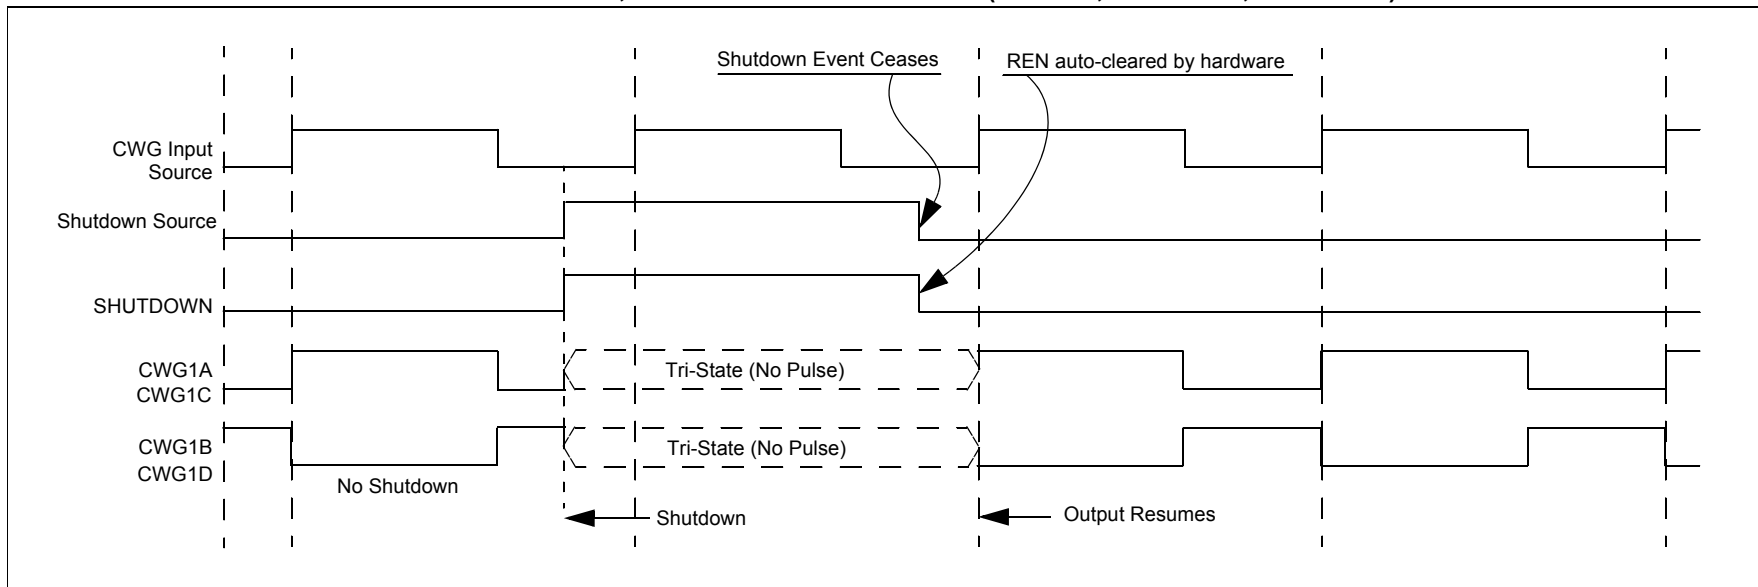 Shutdown Event Ceases
REN auto-cleared by hardware
CWG Input
Source
Shutdown Source
SHUTDOWN
CWG1A
CWG1C
Tri-State (No Pulse)
CWG1B
CWG1D
Tri-State (No Pulse)
No Shutdown
Shutdown
Output Resumes